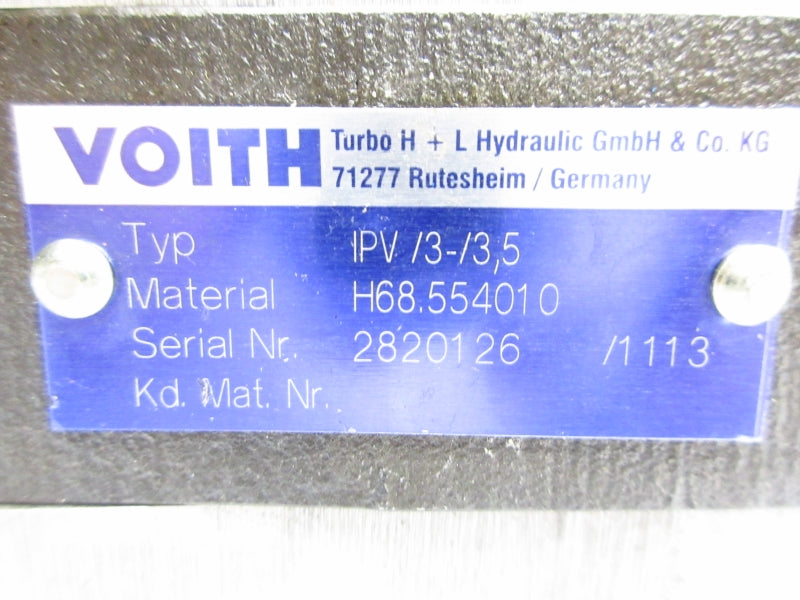 VOITH Turbo H + L Hydraulic GmbH & Co. KG
71277 Rutesheim / Germany
Typ IPV /3-/3,5
Material H68.554010
Serial Nr. 2820126 /1113
Kd. Mat. Nr.